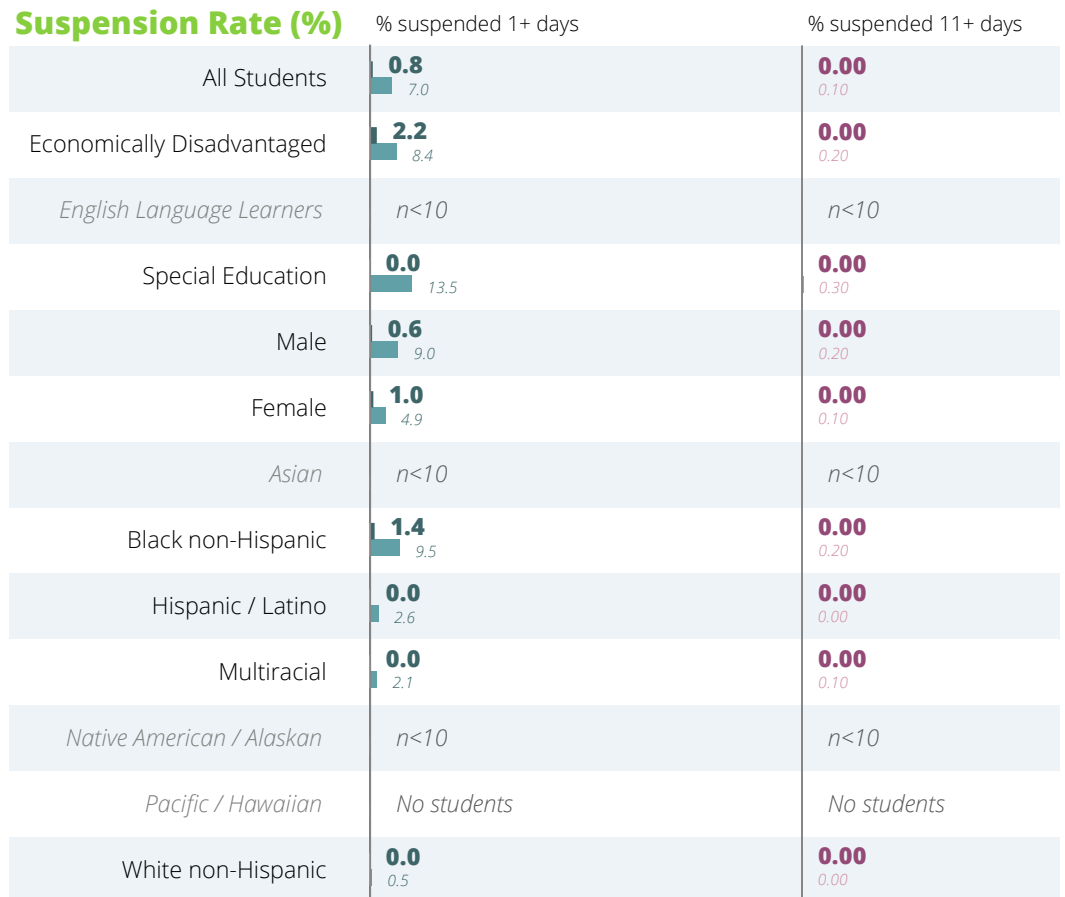 Suspension Rate (%) % suspended 1+ days % suspended 11+ days
All Students 0.8 0.00
7.0 0.10
Economically Disadvantaged 2.2 0.00
8.4 0.20
English Language Learners n<10 n<10
Special Education 0.0 0.00
13.5 0.30
Male 0.6 0.00
9.0 0.20
Female 1.0 0.00
4.9 0.10
Asian n<10 n<10
Black non-Hispanic 1.4 0.00
9.5 0.20
Hispanic / Latino 0.0 0.00
2.6 0.00
Multiracial 0.0 0.00
2.1 0.10
Native American / Alaskan n<10 n<10
Pacific / Hawaiian No students No students
White non-Hispanic 0.0 0.00
0.5 0.00